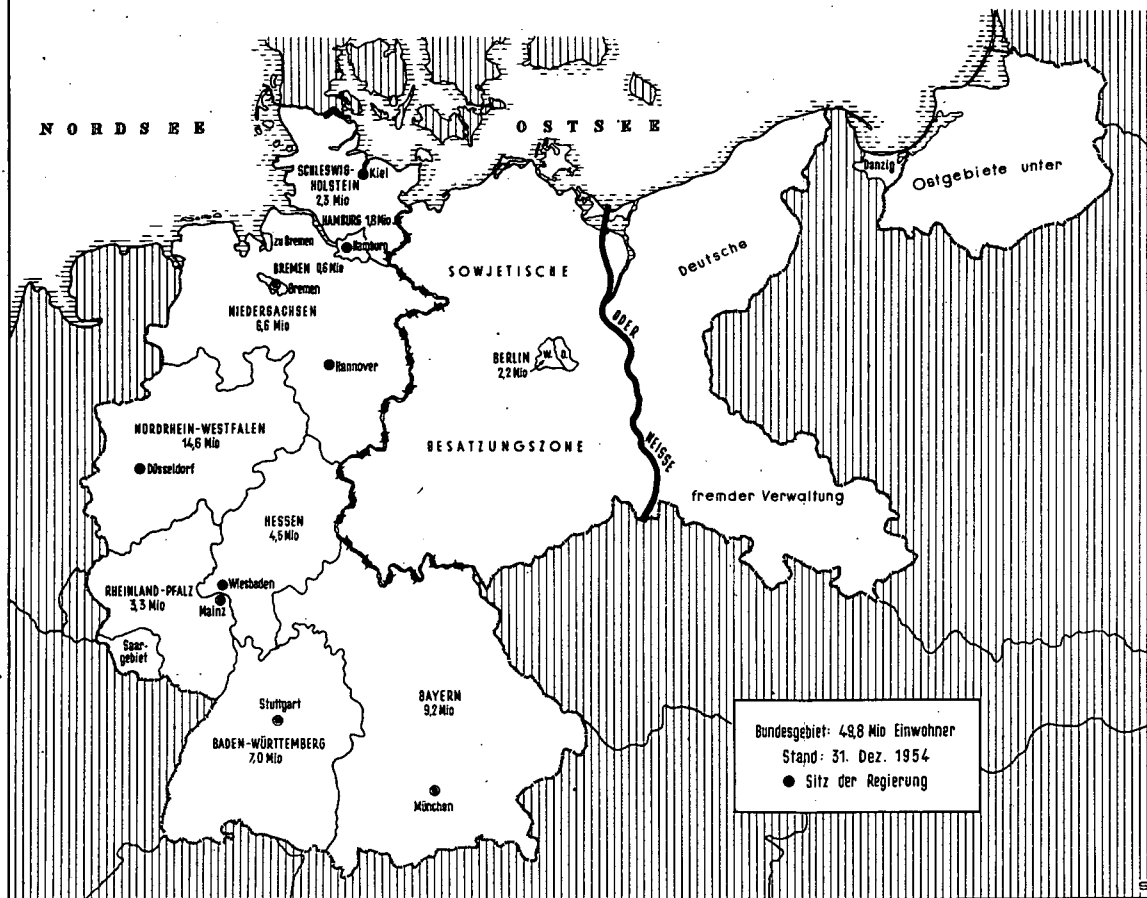 NORDSEE
OSTSEE
SCHLESWIG-
HOLSTEIN
2,3 Mio
Kiel
HAMBURG 1,8 Mio
Hamburg
zu Bremen
BREMEN 0,6 Mio
Bremen
NIEDERSACHSEN
6,6 Mio
Hannover
NORDRHEIN-WESTFALEN
14,6 Mio
Düsseldorf
HESSEN
4,5 Mio
Wiesbaden
RHEINLAND-PFALZ
3,3 Mio
Mainz
Saar-
gebiet
Stuttgart
BADEN-WÜRTTEMBERG
7,0 Mio
BAYERN
9,2 Mio
München
SOWJETISCHE
BERLIN
2,2 Mio
W. O.
BESATZUNGSZONE
ODER
NEISSE
Danzig
Deutsche
Ostgebiete unter
fremder Verwaltung
Bundesgebiet: 49,8 Mio Einwohner
Stand: 31. Dez. 1954
Sitz der Regierung